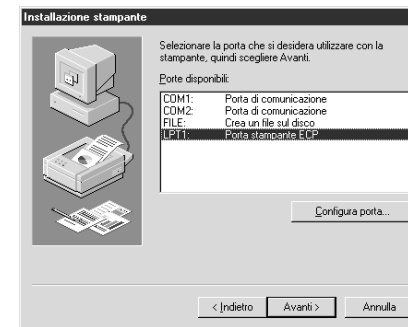 Installazione stampante
Selezionare la porta che si desidera utilizzare con la
stampante, quindi scegliere Avanti.
Porte disponibili:
COM1: Porta di comunicazione
COM2: Porta di comunicazione
FILE: Crea un file sul disco
LPT1: Porta stampante ECP
Configura porta...
< Indietro Avanti > Annulla